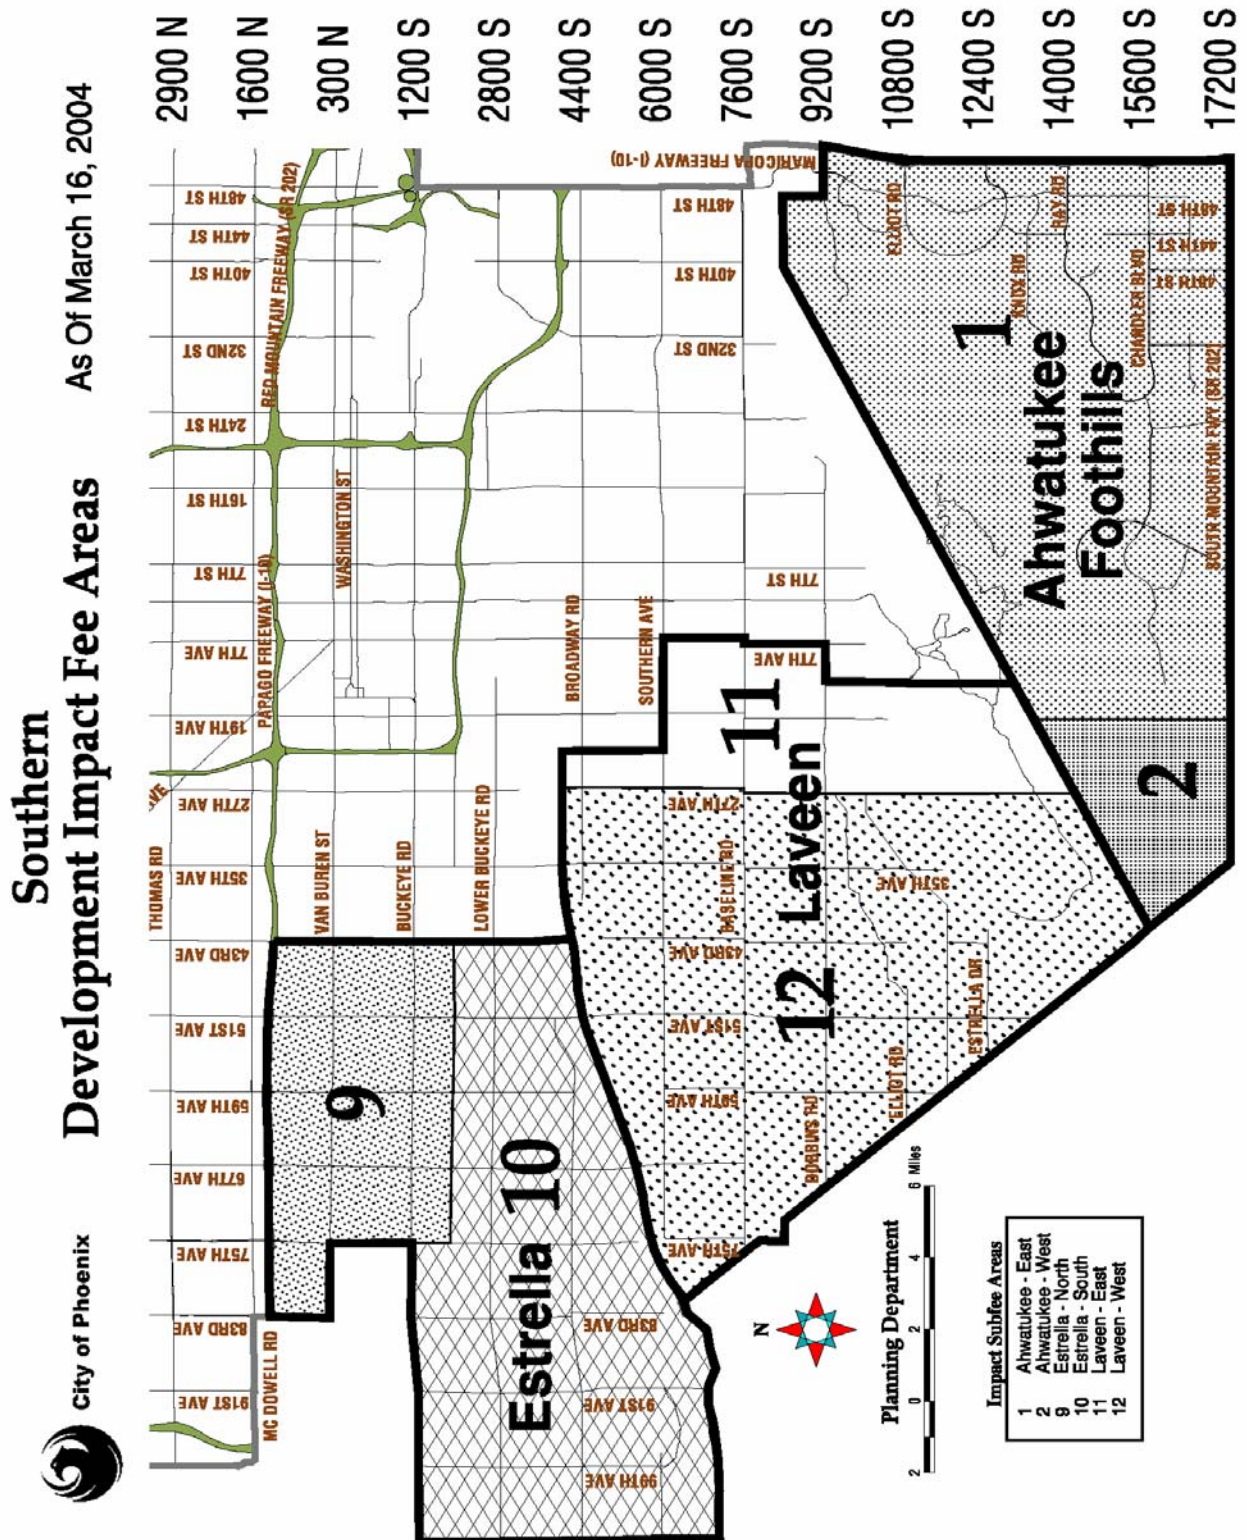 Southern
Development Impact Fee Areas
City of Phoenix
As Of March 16, 2004
2900 N
1600 N
300 N
1200 S
2800 S
4400 S
6000 S
7600 S
9200 S
10800 S
12400 S
14000 S
15600 S
17200 S
THOMAS RD
MC DOWELL RD
PAPAGO FREEWAY (I-10)
RED MOUNTAIN FREEWAY (SR 202)
VAN BUREN ST
WASHINGTON ST
BUCKEYE RD
LOWER BUCKEYE RD
BROADWAY RD
SOUTHERN AVE
BASELINE RD
DOBBINS RD
ELLIOT RD
ESTRELLA DR
MARICOPA FREEWAY (I-10)
ELLIOT RD
KNOX RD
RAY RD
CHANDLER BLVD
SOUTH MOUNTAIN FWY (SR 202)
91ST AVE
83RD AVE
75TH AVE
67TH AVE
59TH AVE
51ST AVE
43RD AVE
35TH AVE
27TH AVE
19TH AVE
7TH AVE
7TH ST
16TH ST
24TH ST
32ND ST
40TH ST
44TH ST
48TH ST
99TH AVE
91ST AVE
83RD AVE
75TH AVE
59TH AVE
51ST AVE
43RD AVE
27TH AVE
35TH AVE
7TH AVE
7TH ST
32ND ST
40TH ST
48TH ST
40TH ST
44TH ST
48TH ST
9
Estrella 10
12 Laveen 11
1
Ahwatukee
Foothills
2
N
Planning Department
2 0 2 4 6 Miles
Impact Subfee Areas
1 Ahwatukee - East
2 Ahwatukee - West
9 Estrella - North
10 Estrella - South
11 Laveen - East
12 Laveen - West